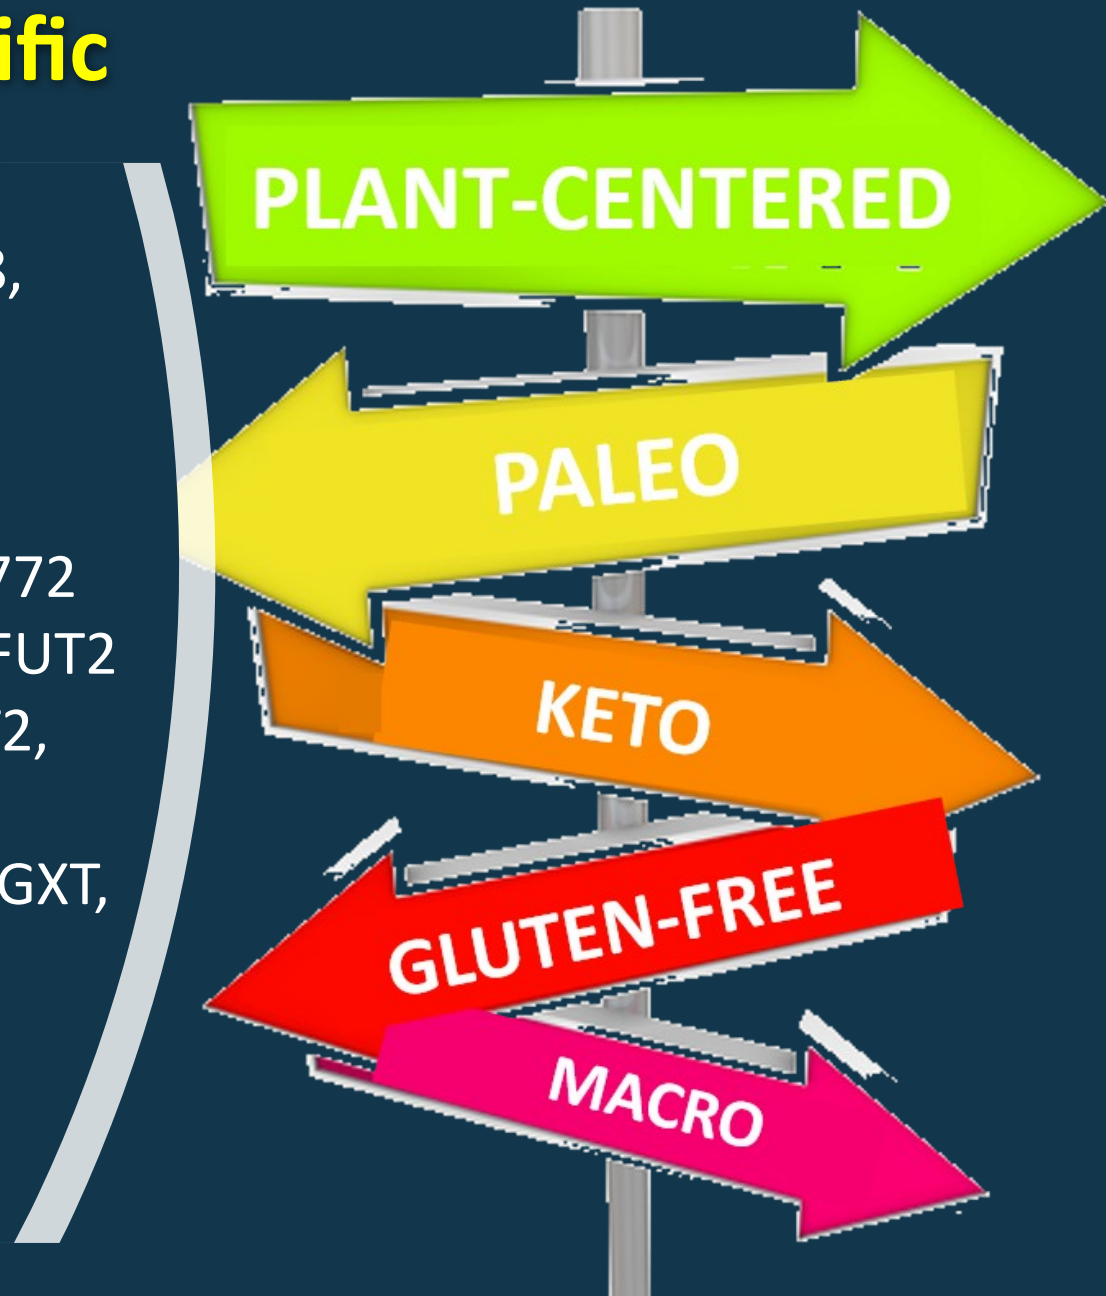 ific
PLANT-CENTERED
PALEO
KETO
GLUTEN-FREE
MACRO
3,
772
FUT2
2,
GXT,